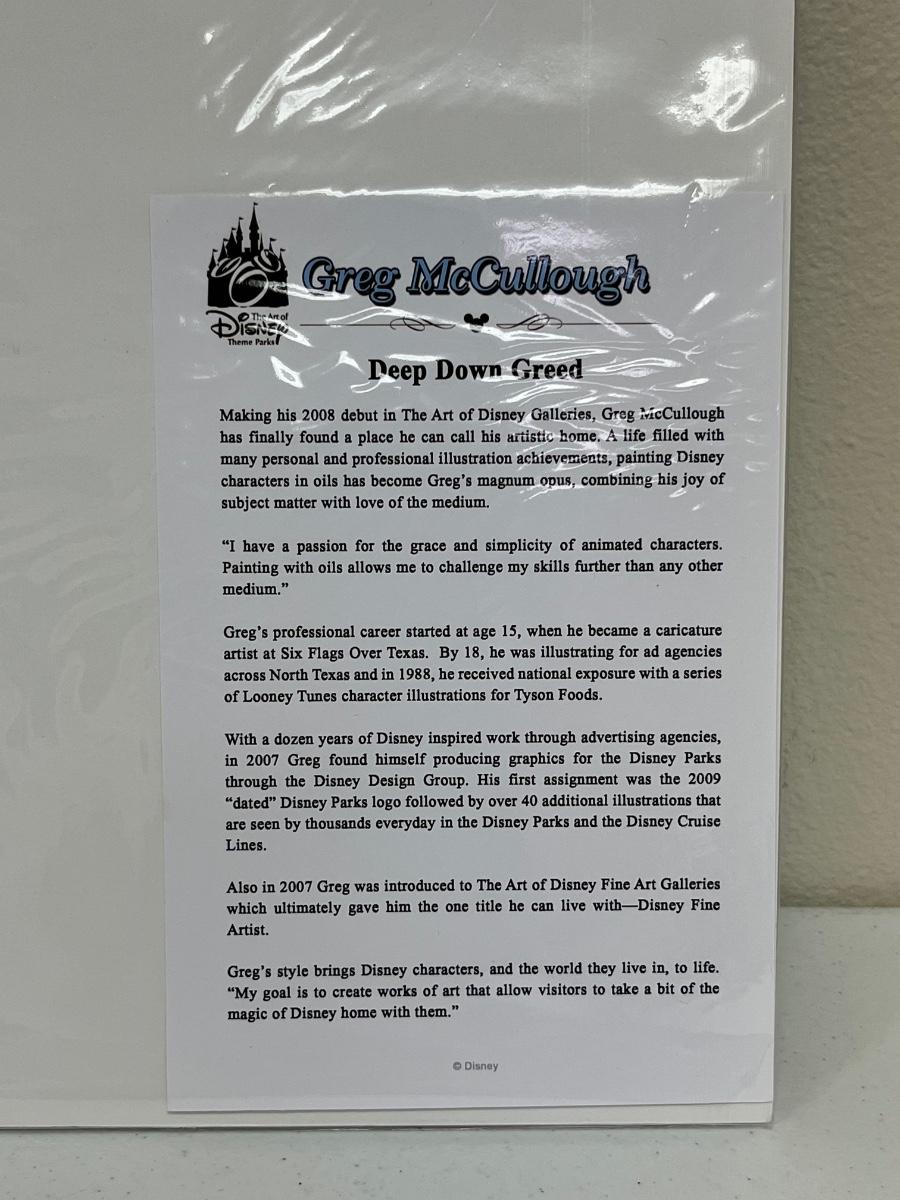 The Art of
Disney
Theme Parks
Greg McCullough
Deep Down Greed
Making his 2008 debut in The Art of Disney Galleries, Greg McCullough
has finally found a place he can call his artistic home. A life filled with
many personal and professional illustration achievements, painting Disney
characters in oils has become Greg's magnum opus, combining his joy of
subject matter with love of the medium.
“I have a passion for the grace and simplicity of animated characters.
Painting with oils allows me to challenge my skills further than any other
medium.”
Greg’s professional career started at age 15, when he became a caricature
artist at Six Flags Over Texas. By 18, he was illustrating for ad agencies
across North Texas and in 1988, he received national exposure with a series
of Looney Tunes character illustrations for Tyson Foods.
With a dozen years of Disney inspired work through advertising agencies,
in 2007 Greg found himself producing graphics for the Disney Parks
through the Disney Design Group. His first assignment was the 2009
“dated” Disney Parks logo followed by over 40 additional illustrations that
are seen by thousands everyday in the Disney Parks and the Disney Cruise
Lines.
Also in 2007 Greg was introduced to The Art of Disney Fine Art Galleries
which ultimately gave him the one title he can live with—Disney Fine
Artist.
Greg’s style brings Disney characters, and the world they live in, to life.
“My goal is to create works of art that allow visitors to take a bit of the
magic of Disney home with them.”
© Disney